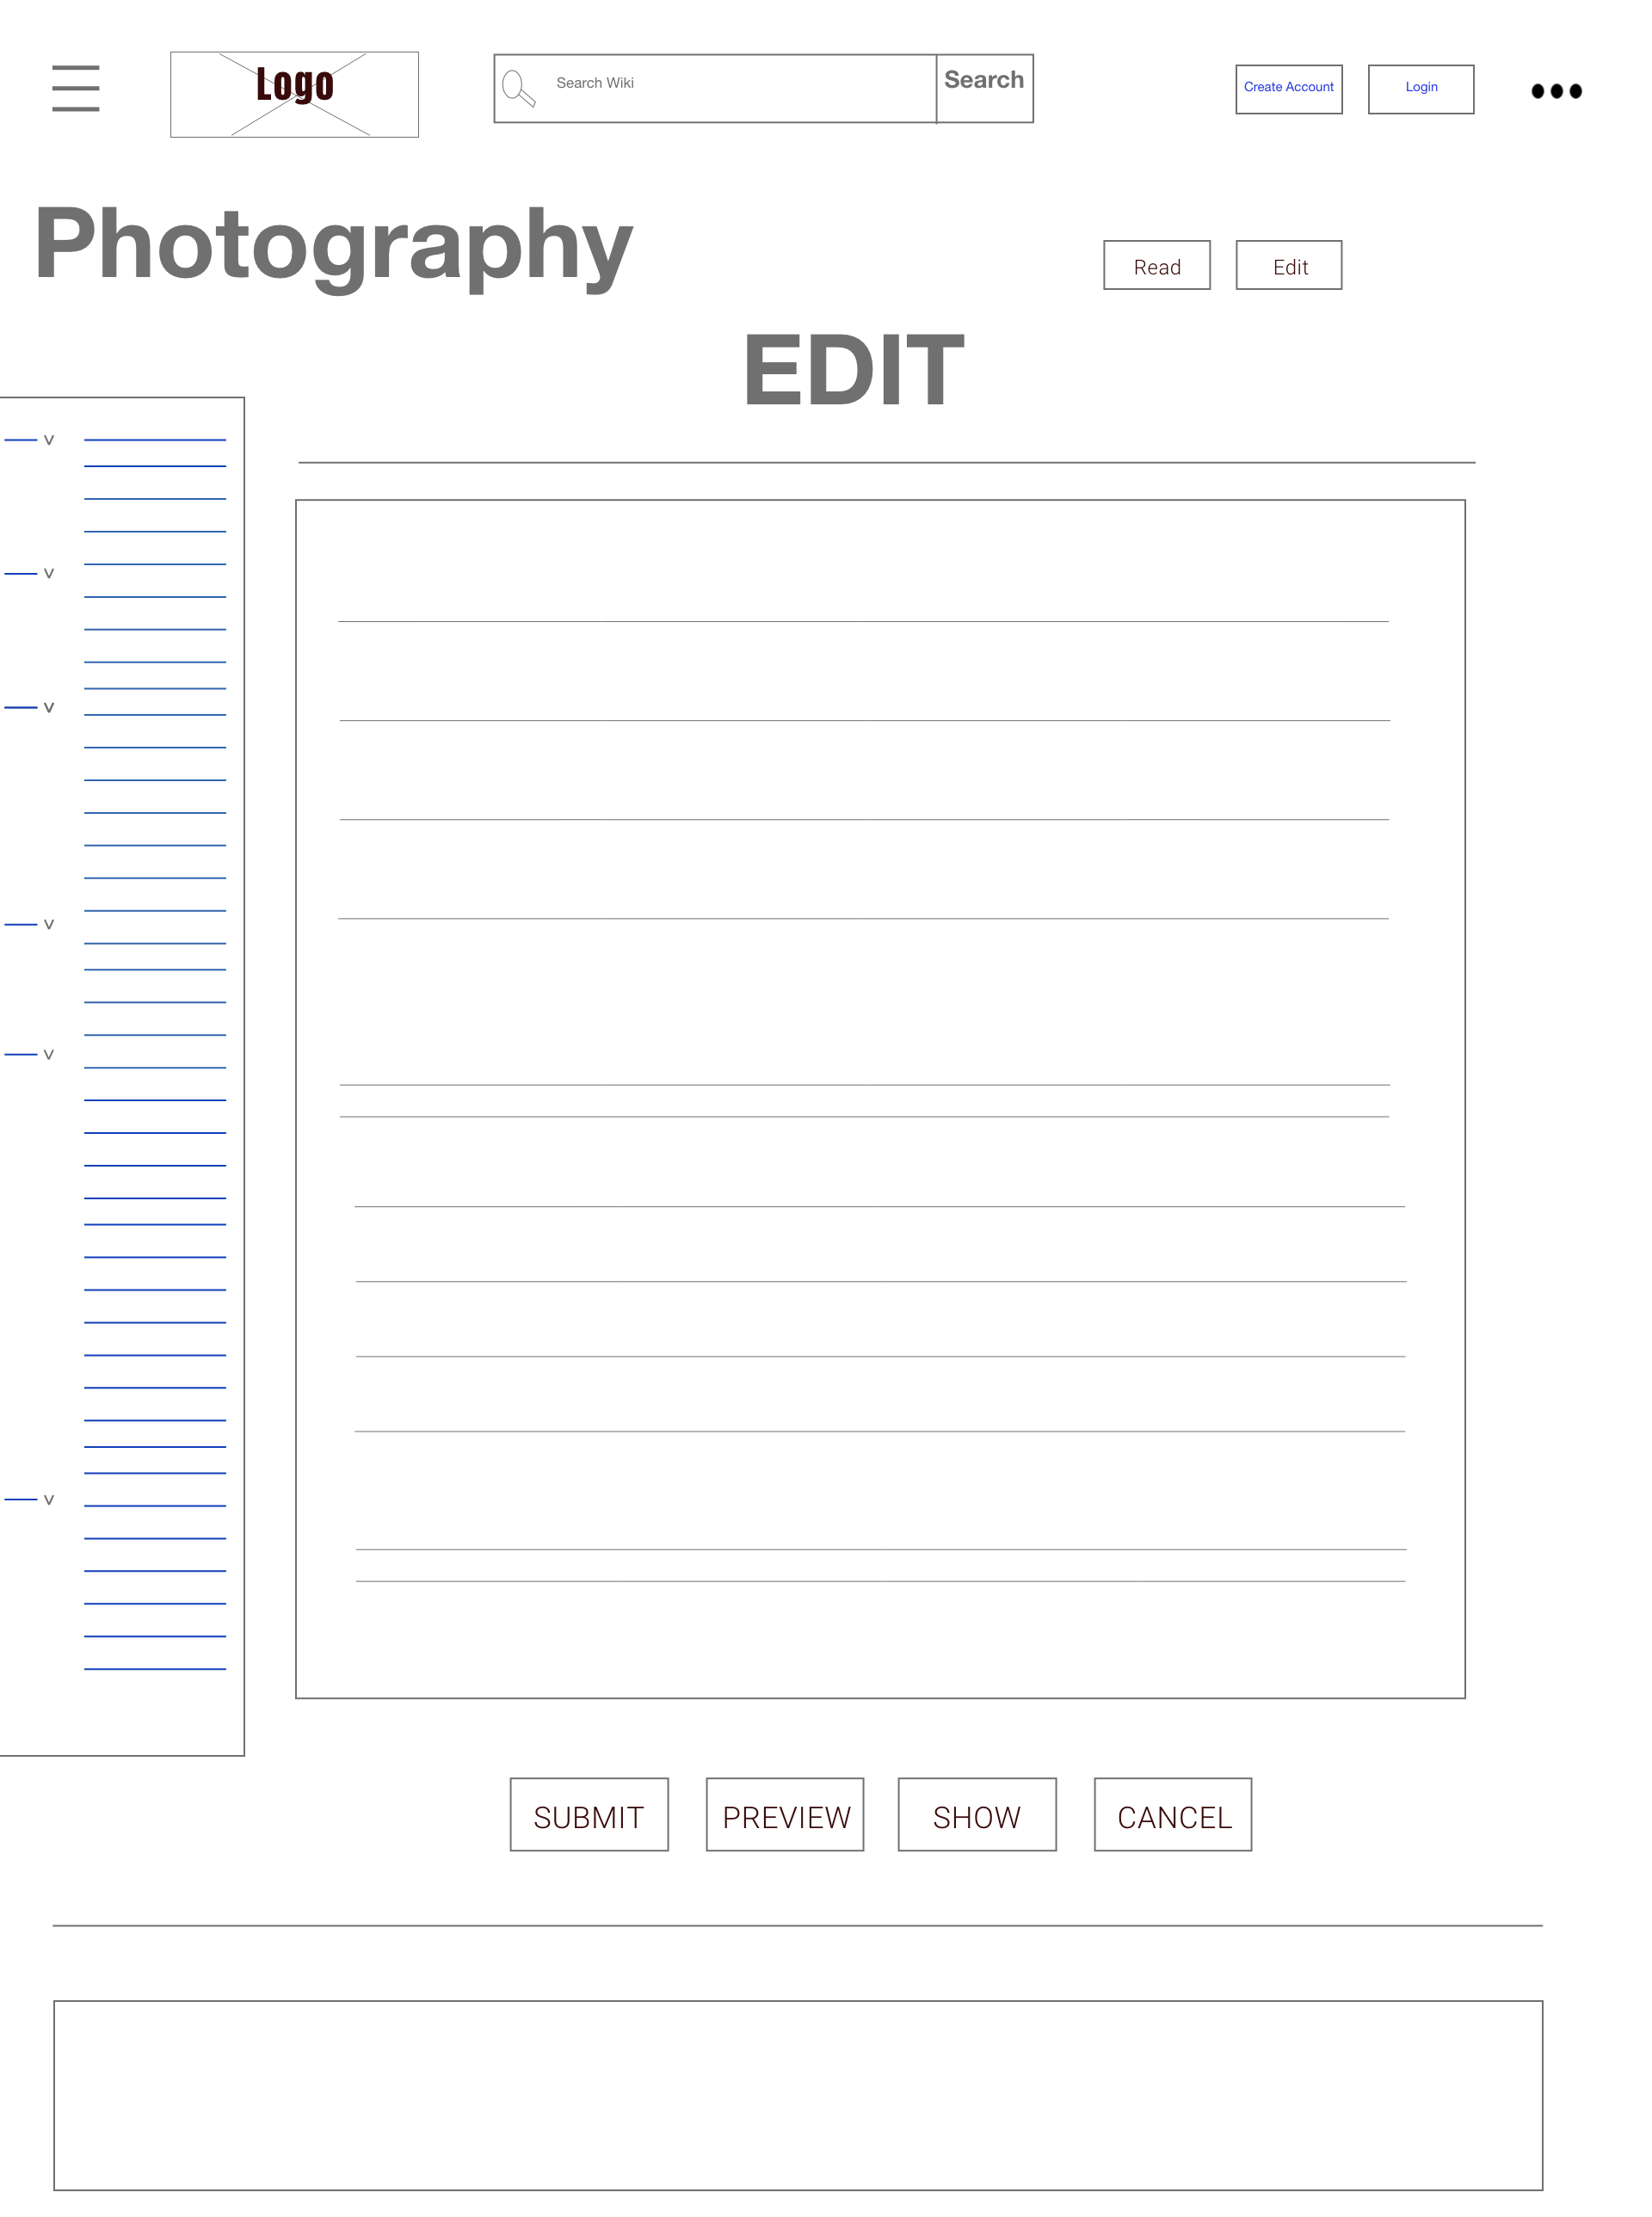 Logo
Search Wiki
Search
Create Account
Login
Photography
Read
Edit
EDIT
v
v
v
v
v
v
SUBMIT
PREVIEW
SHOW
CANCEL